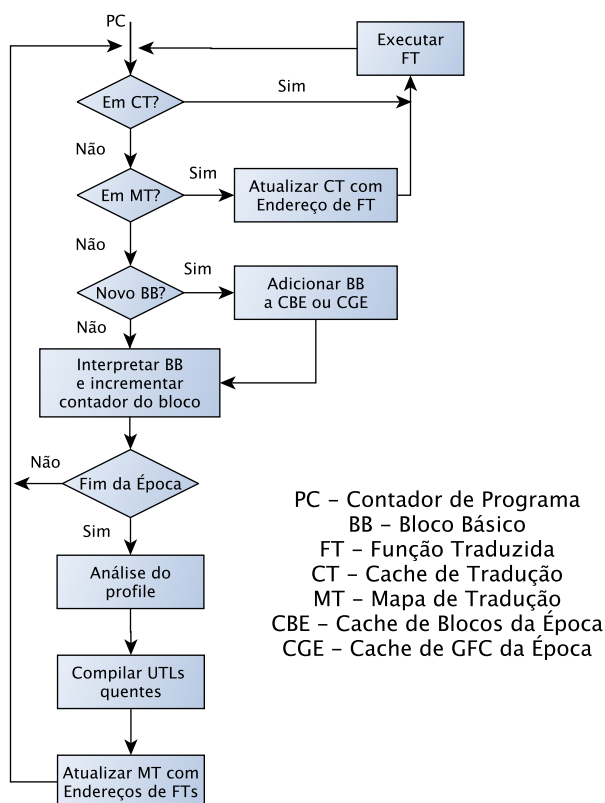 PC
Executar
FT
Em CT?
Sim
Não
Em MT?
Sim
Atualizar CT com
Endereço de FT
Não
Novo BB?
Sim
Adicionar BB
a CBE ou CGE
Não
Interpretar BB
e incrementar
contador do bloco
Não
Fim da Época
Sim
Análise do
profile
Compilar UTLs
quentes
Atualizar MT com
Endereços de FTs
PC – Contador de Programa
BB – Bloco Básico
FT – Função Traduzida
CT – Cache de Tradução
MT – Mapa de Tradução
CBE – Cache de Blocos da Época
CGE – Cache de GFC da Época